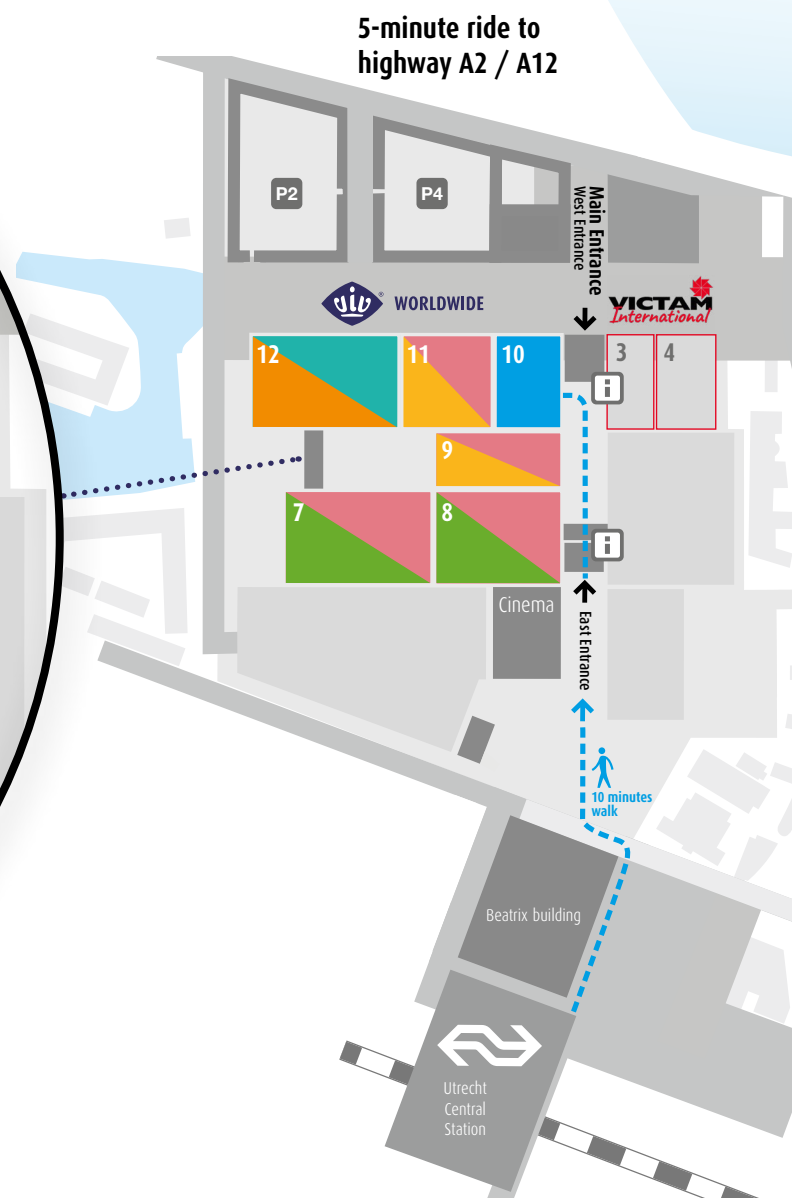 5-minute ride to
highway A2 / A12
P2
P4
Main Entrance
West Entrance
viv® WORLDWIDE
VICTAM
International
12
11
10
3
4
i
9
7
8
i
Cinema
East Entrance
10 minutes
walk
Beatrix building
Utrecht
Central
Station